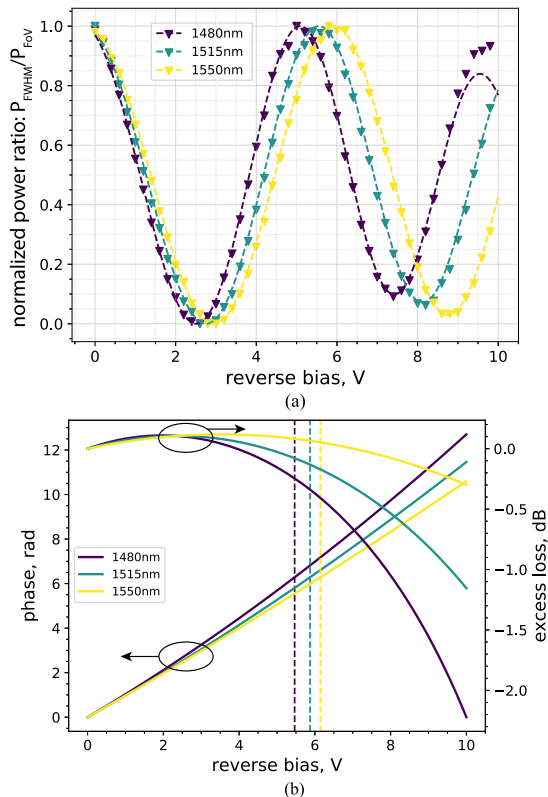 normalized power ratio: P_FWHM/P_FoV
1480nm
1515nm
1550nm
1.0
0.8
0.6
0.4
0.2
0.0
0 2 4 6 8 10
reverse bias, V
(a)
phase, rad
excess loss, dB
12
10
8
6
4
2
0
0.0
−0.5
−1.0
−1.5
−2.0
1480nm
1515nm
1550nm
0 2 4 6 8 10
reverse bias, V
(b)